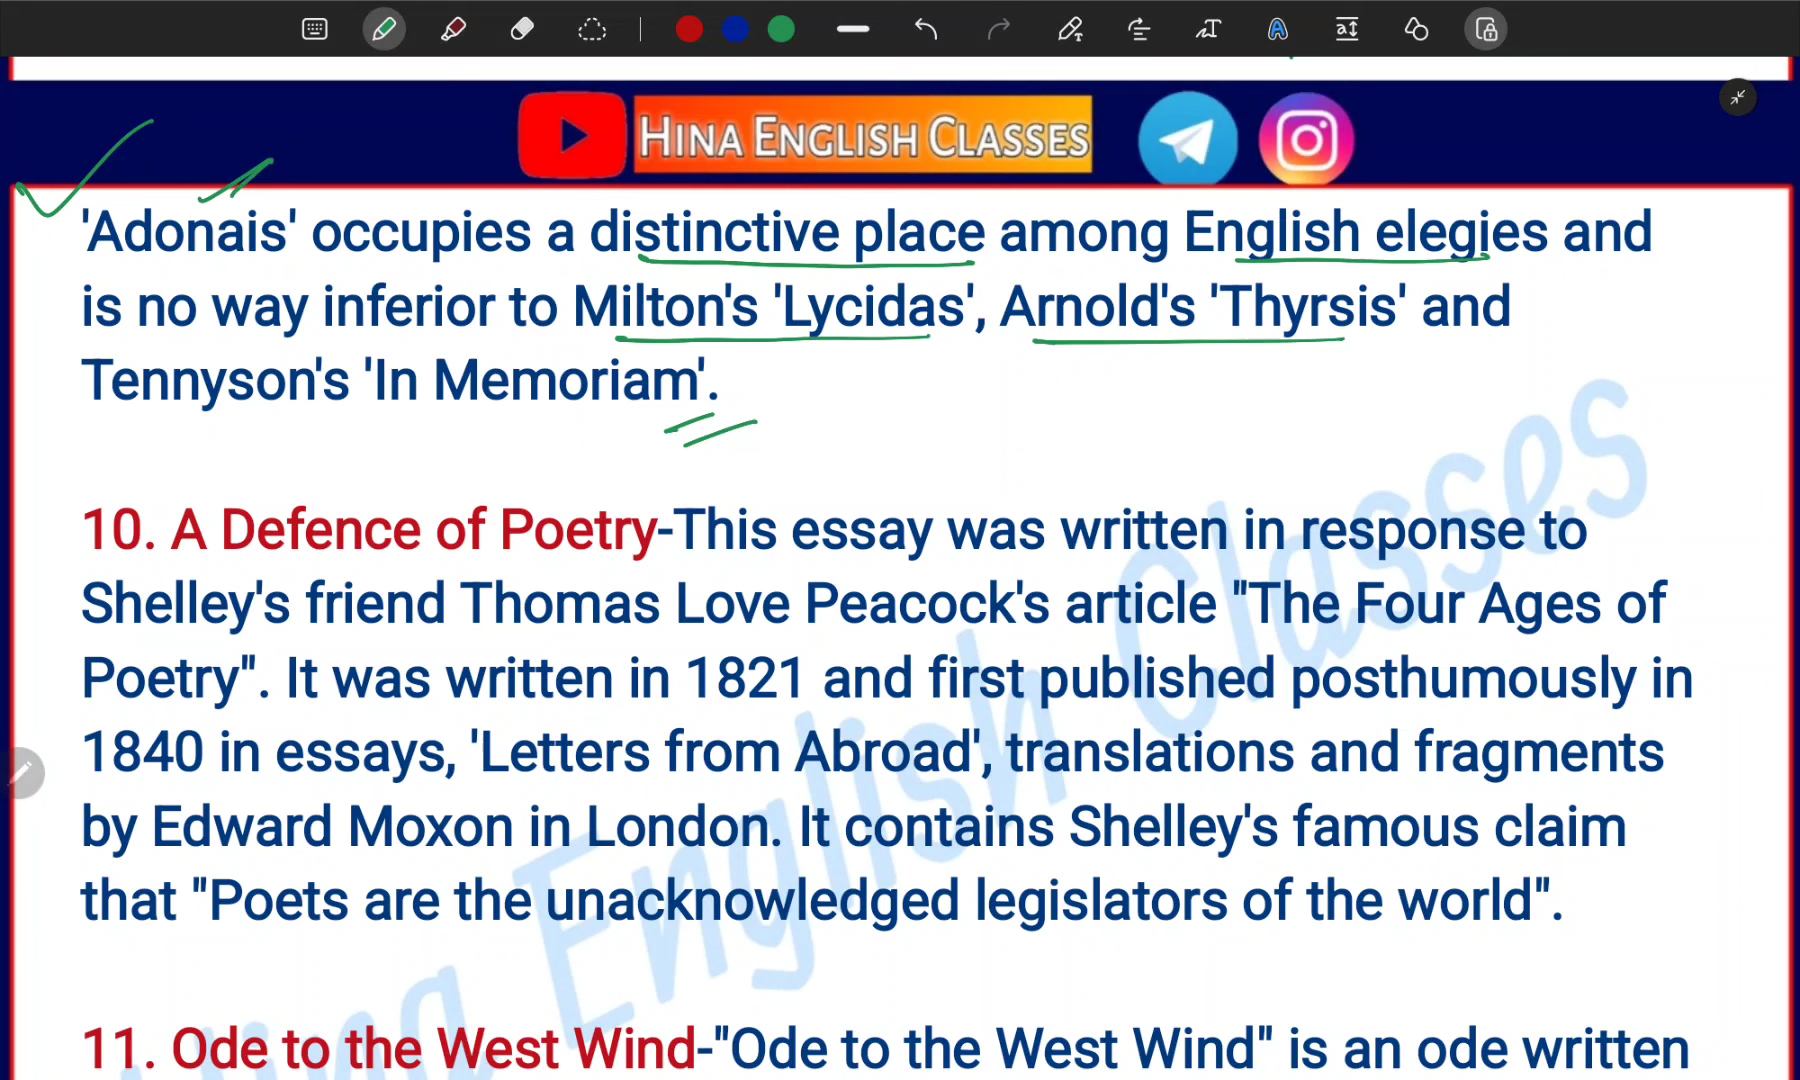 HINA ENGLISH CLASSES
'Adonais' occupies a distinctive place among English elegies and
is no way inferior to Milton's 'Lycidas', Arnold's 'Thyrsis' and
Tennyson's 'In Memoriam'.
10. A Defence of Poetry-This essay was written in response to
Shelley's friend Thomas Love Peacock's article "The Four Ages of
Poetry". It was written in 1821 and first published posthumously in
1840 in essays, 'Letters from Abroad', translations and fragments
by Edward Moxon in London. It contains Shelley's famous claim
that "Poets are the unacknowledged legislators of the world".
11. Ode to the West Wind-"Ode to the West Wind" is an ode written
Hina English Classes